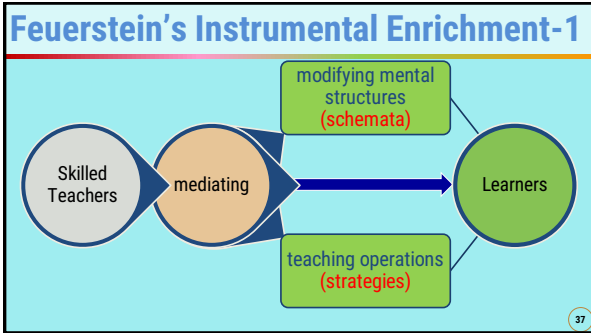 Feuerstein's Instrumental Enrichment-1
modifying mental
structures
(schemata)
Skilled
Teachers
mediating
Learners
teaching operations
(strategies)
37